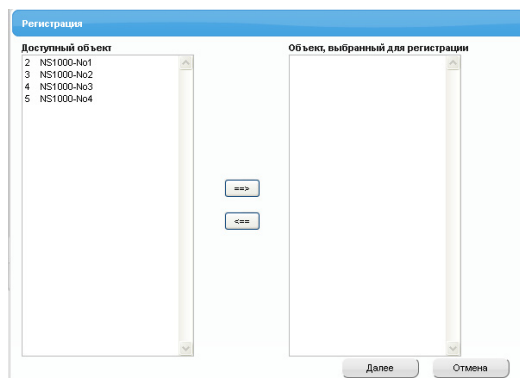 Регистрация
Доступный объект
Объект, выбранный для регистрации
2 NS1000-No1
3 NS1000-No2
4 NS1000-No3
5 NS1000-No4
==>
<==
Далее
Отмена